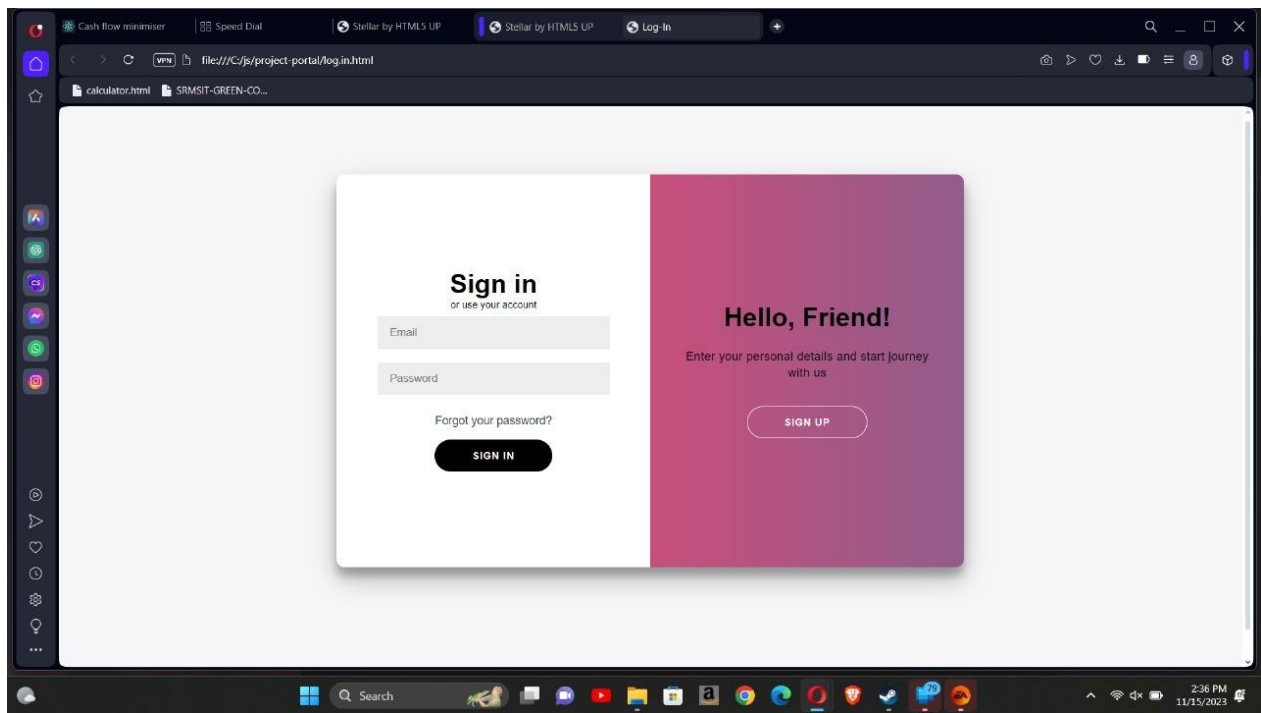 Cash flow minimiser
Speed Dial
Stellar by HTML5 UP
Stellar by HTML5 UP
Log-In
VPN
file:///C:/js/project-portal/log.in.html
calculator.html
SRMSIT-GREEN-CO...
Sign in
or use your account
Email
Password
Forgot your password?
SIGN IN
Hello, Friend!
Enter your personal details and start journey
with us
SIGN UP
CS
Search
a
79
EA
2:36 PM
11/15/2023